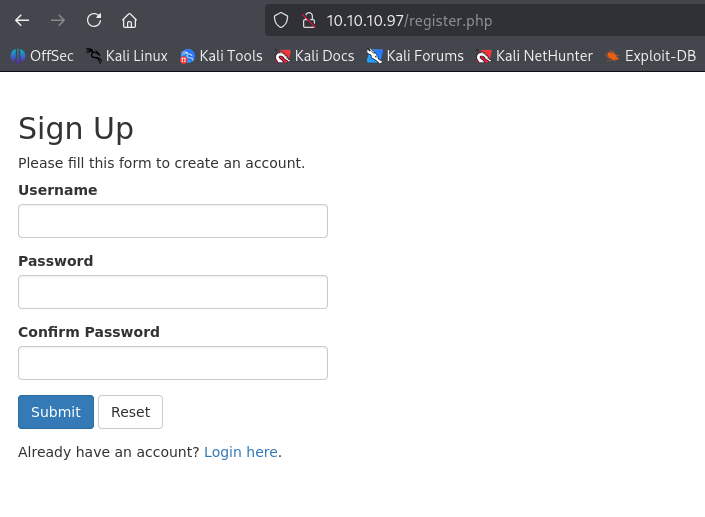 10.10.10.97/register.php
OffSec Kali Linux Kali Tools Kali Docs Kali Forums Kali NetHunter Exploit-DB
Sign Up
Please fill this form to create an account.
Username
Password
Confirm Password
Submit Reset
Already have an account? Login here.